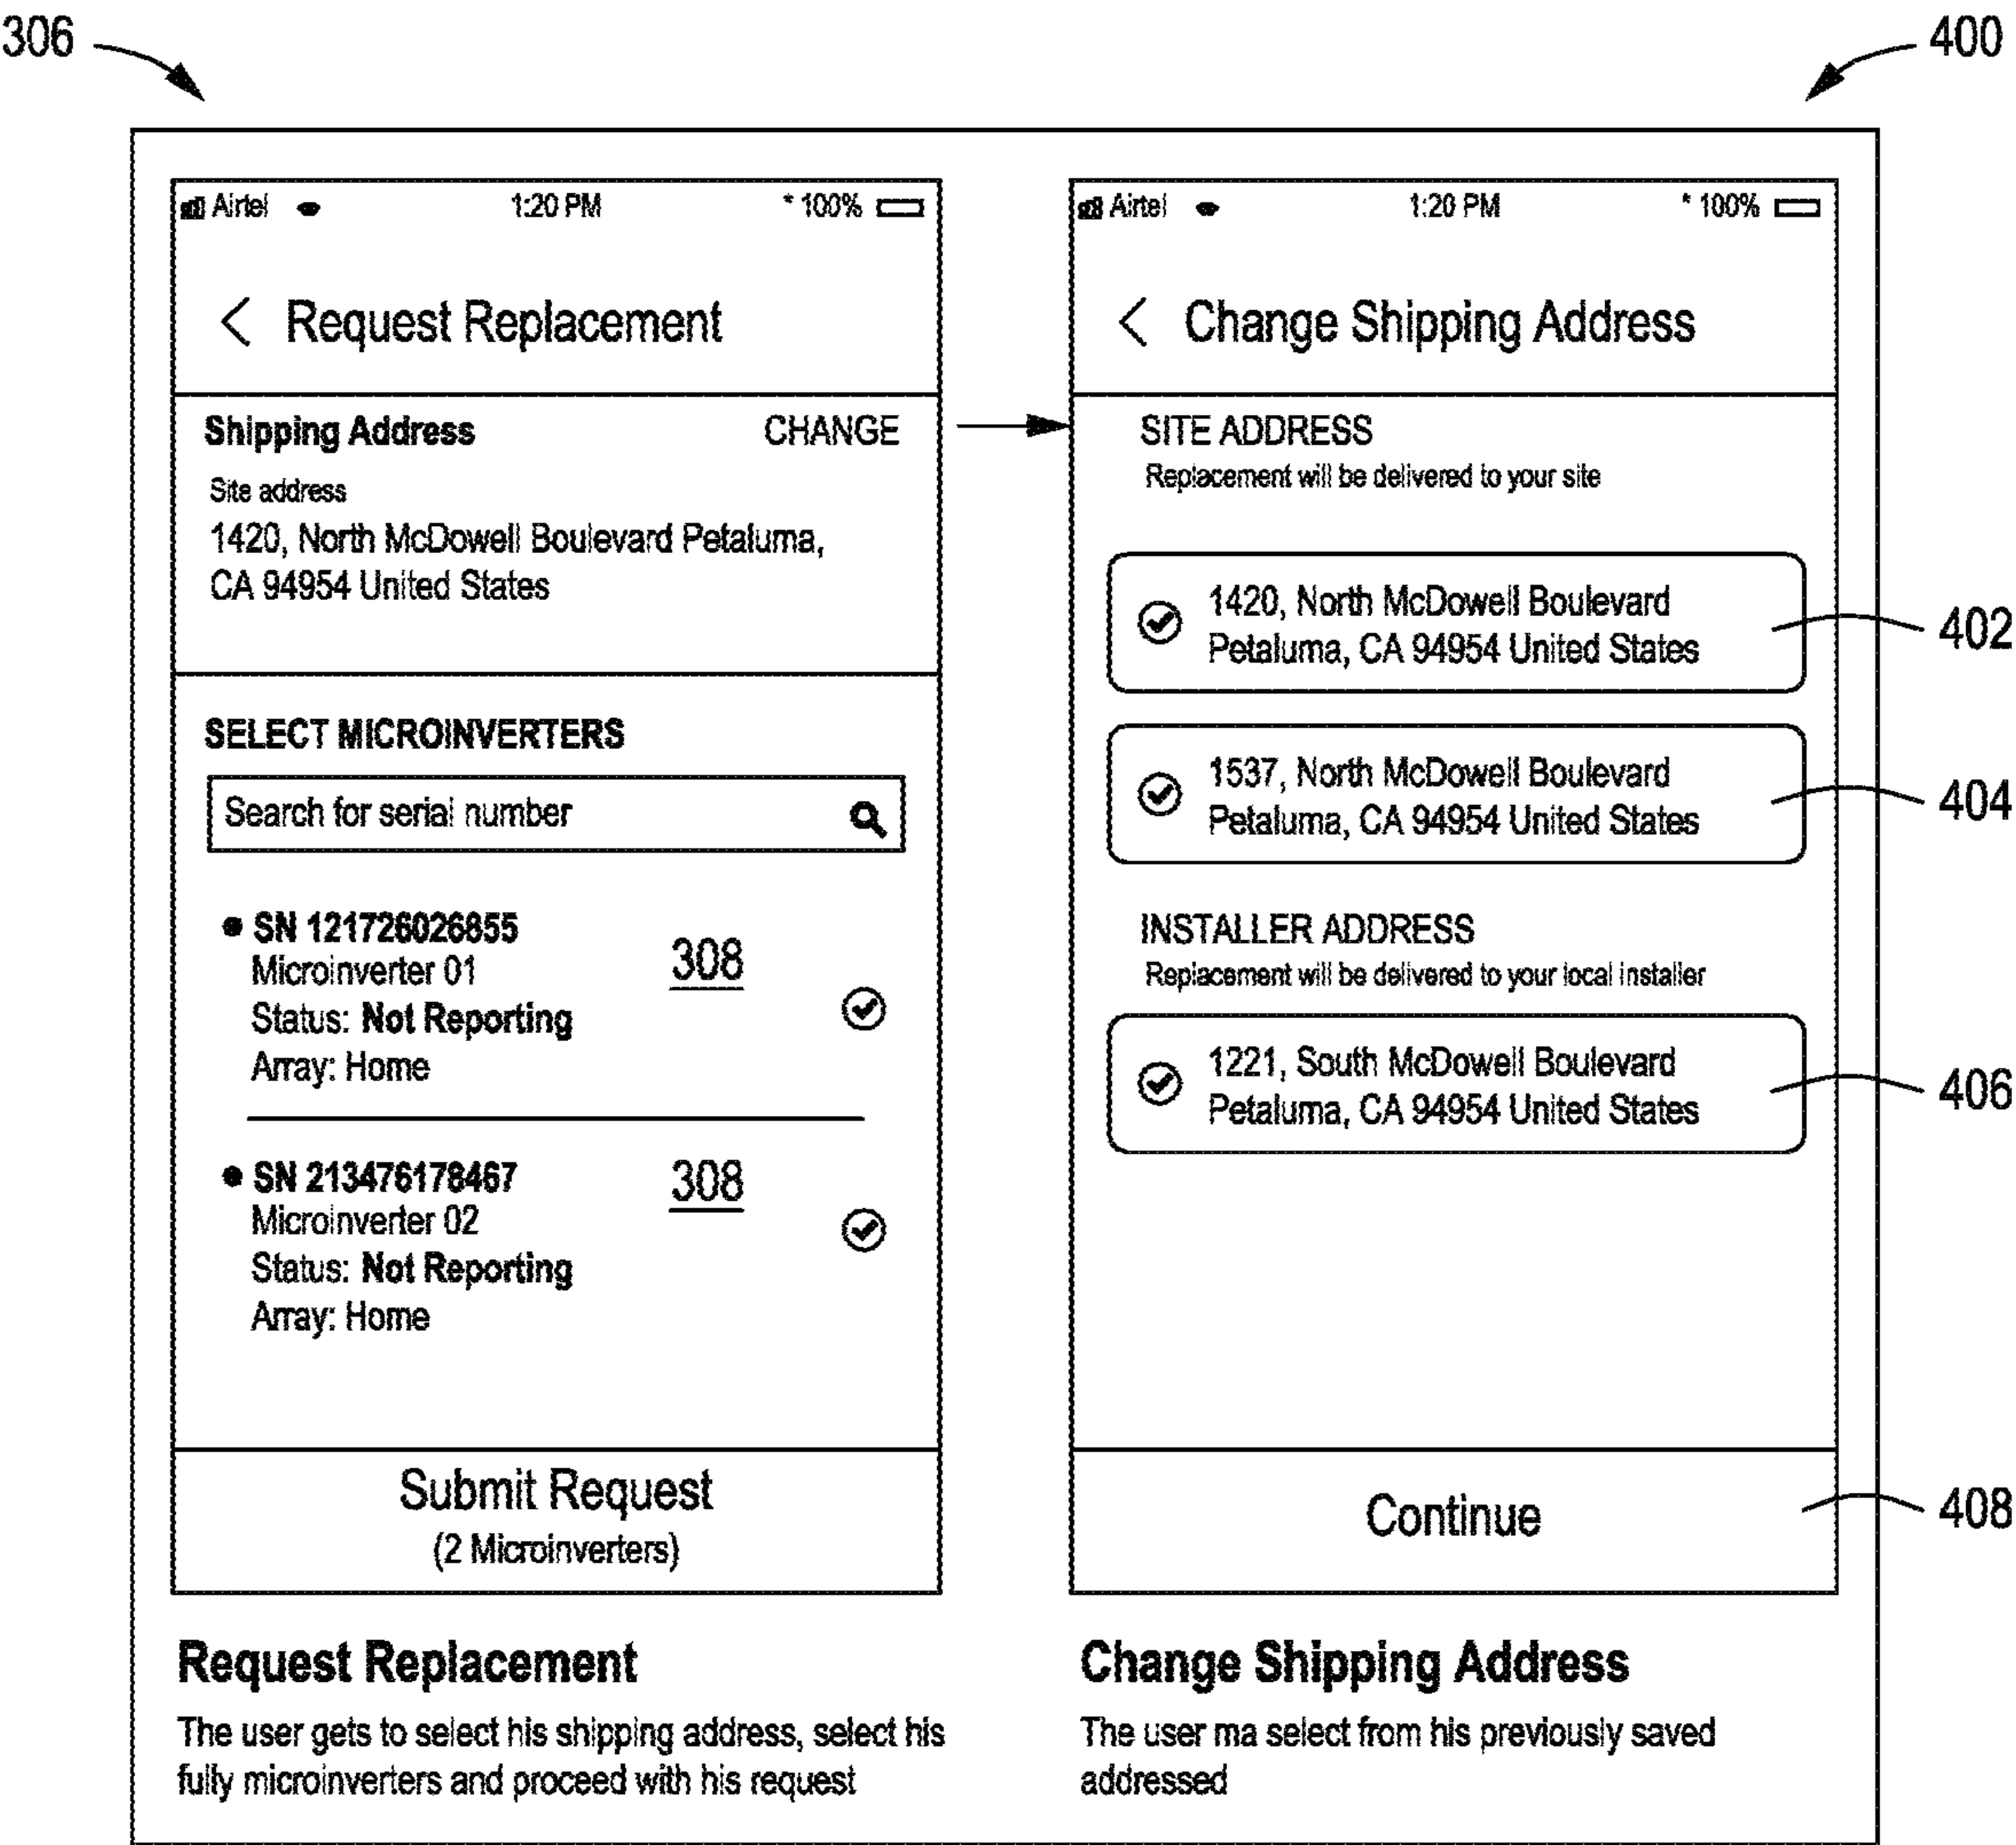 306
400
Airtel 1:20 PM * 100%
< Request Replacement
Shipping Address CHANGE
Site address
1420, North McDowell Boulevard Petaluma,
CA 94954 United States
SELECT MICROINVERTERS
Search for serial number
• SN 121726026855
308
Microinverter 01
Status: Not Reporting
Array: Home
• SN 213476178467
308
Microinverter 02
Status: Not Reporting
Array: Home
Submit Request
(2 Microinverters)
Request Replacement
The user gets to select his shipping address, select his
fully microinverters and proceed with his request
Airtel 1:20 PM * 100%
< Change Shipping Address
SITE ADDRESS
Replacement will be delivered to your site
1420, North McDowell Boulevard
Petaluma, CA 94954 United States
402
1537, North McDowell Boulevard
Petaluma, CA 94954 United States
404
INSTALLER ADDRESS
Replacement will be delivered to your local installer
1221, South McDowell Boulevard
Petaluma, CA 94954 United States
406
Continue
408
Change Shipping Address
The user ma select from his previously saved
addressed